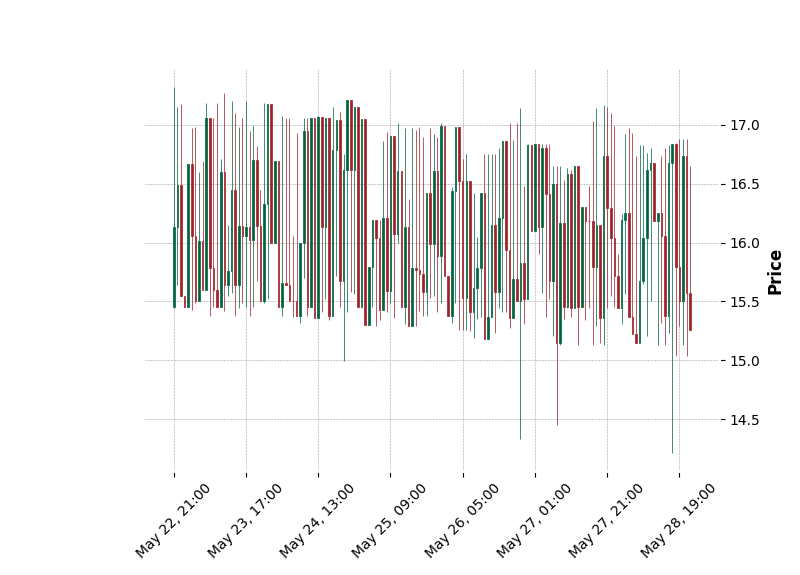 17.0
16.5
16.0
15.5
15.0
14.5
Price
May 22, 21:00
May 23, 17:00
May 24, 13:00
May 25, 09:00
May 26, 05:00
May 27, 01:00
May 27, 21:00
May 28, 19:00